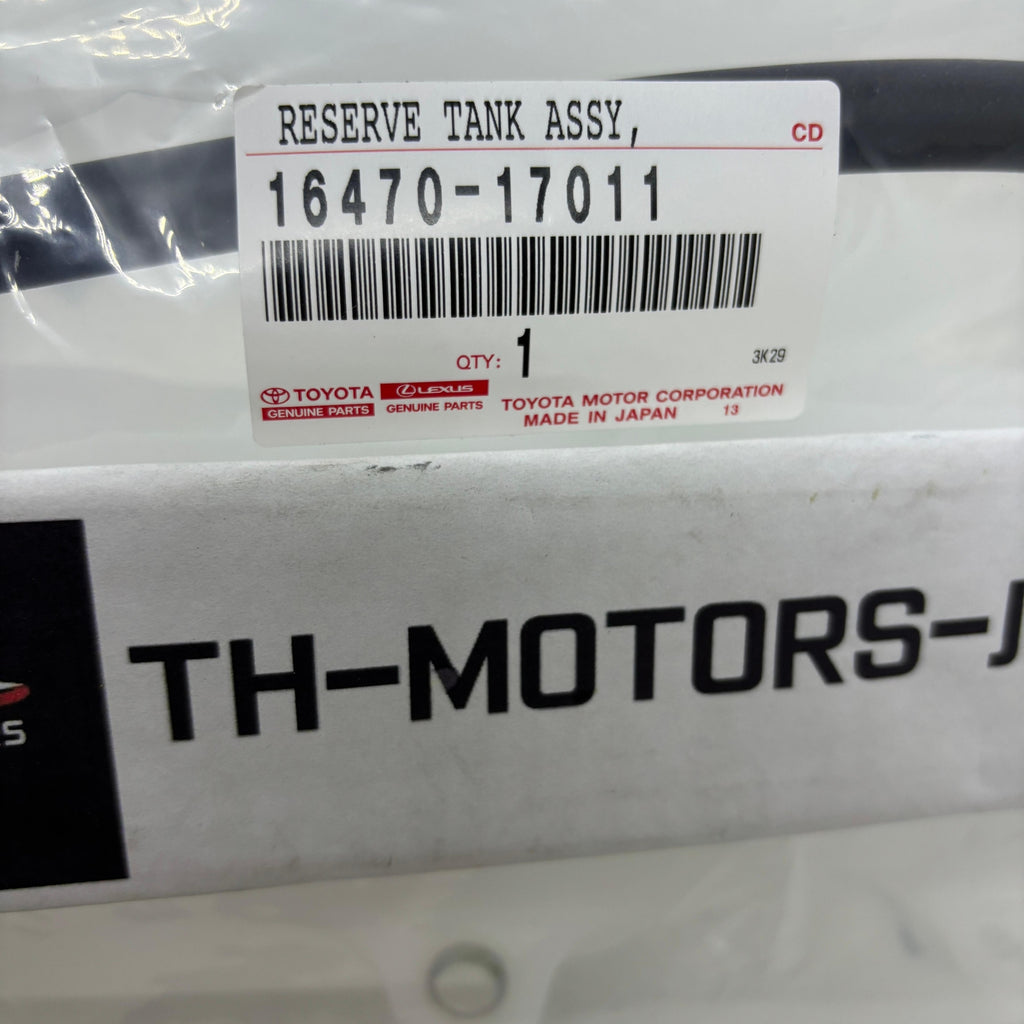 RESERVE TANK ASSY,
CD
16470-17011
QTY: 1
3K29
TOYOTA
GENUINE PARTS
LEXUS
GENUINE PARTS
TOYOTA MOTOR CORPORATION
MADE IN JAPAN 13
TH-MOTORS-J